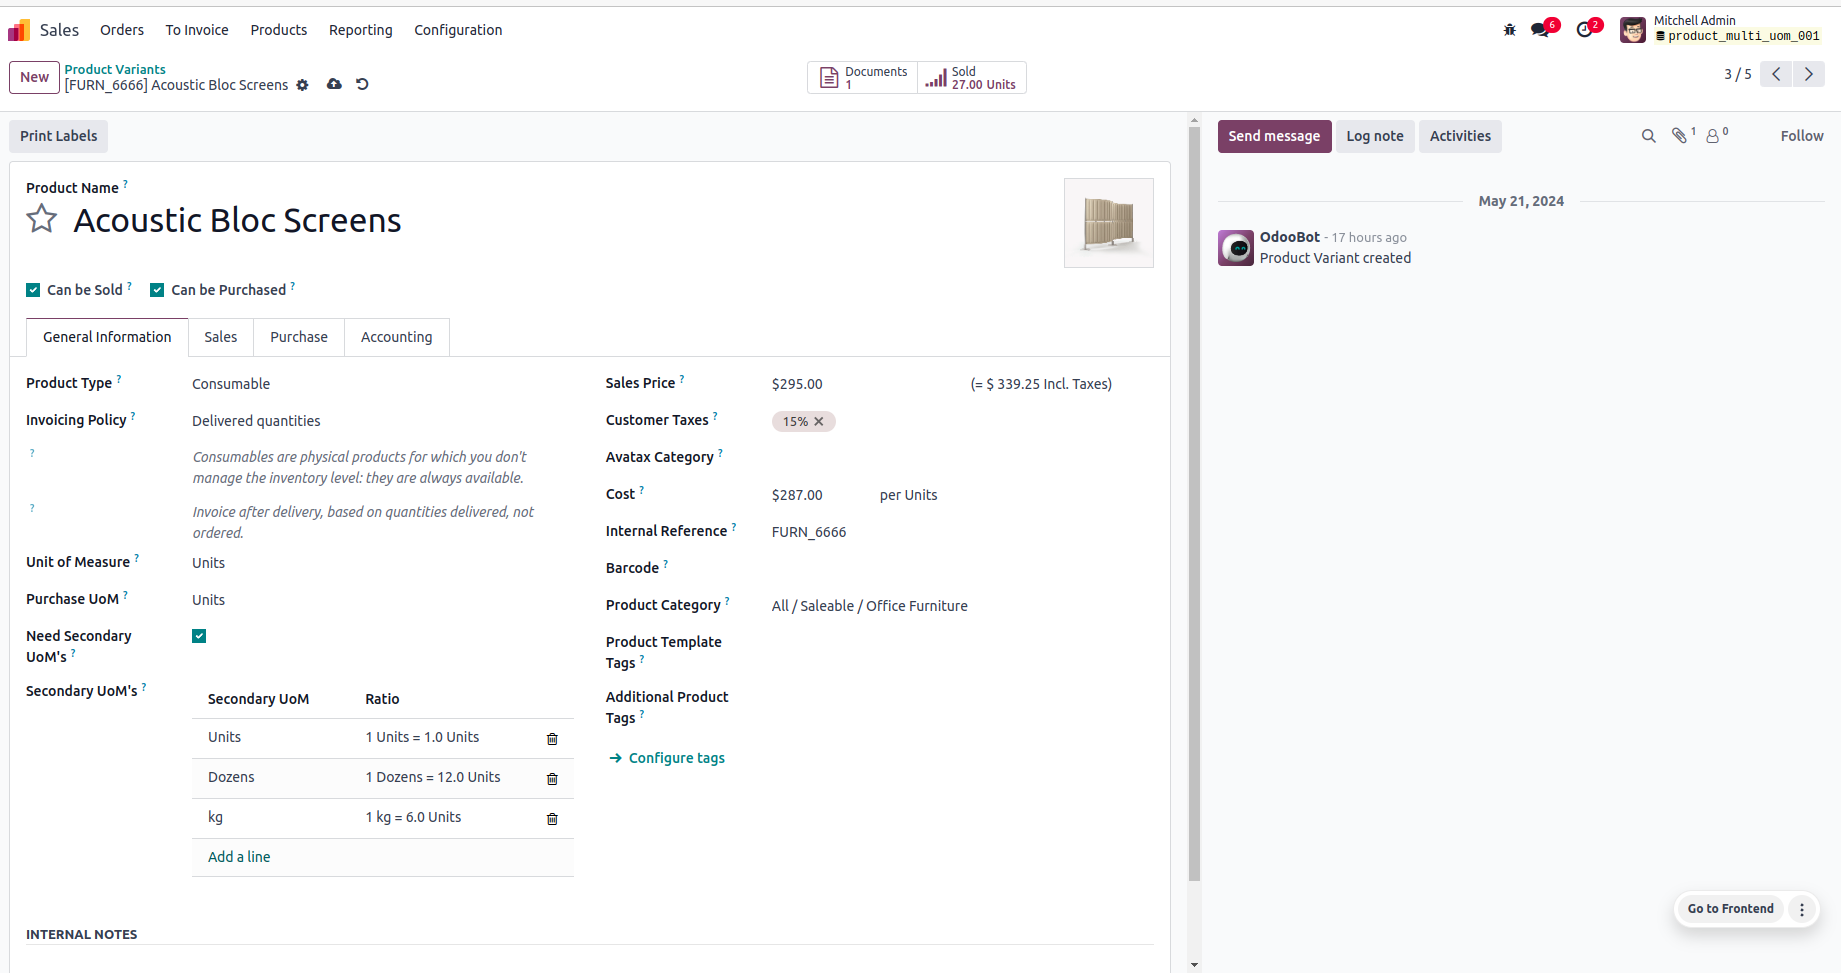 Sales Orders To Invoice Products Reporting Configuration
6 2 Mitchell Admin
product_multi_uom_001
New Product Variants
[FURN_6666] Acoustic Bloc Screens
Documents
1
Sold
27.00 Units
3 / 5
Print Labels
Product Name ?
Acoustic Bloc Screens
Can be Sold ? Can be Purchased ?
General Information Sales Purchase Accounting
Product Type ? Consumable
Invoicing Policy ? Delivered quantities
? Consumables are physical products for which you don't
manage the inventory level: they are always available.
? Invoice after delivery, based on quantities delivered, not
ordered.
Unit of Measure ? Units
Purchase UoM ? Units
Need Secondary
UoM's ?
Secondary UoM's ?
Secondary UoM Ratio
Units 1 Units = 1.0 Units
Dozens 1 Dozens = 12.0 Units
kg 1 kg = 6.0 Units
Add a line
Sales Price ? $295.00 (= $ 339.25 Incl. Taxes)
Customer Taxes ? 15%
Avatax Category ?
Cost ? $287.00 per Units
Internal Reference ? FURN_6666
Barcode ?
Product Category ? All / Saleable / Office Furniture
Product Template
Tags ?
Additional Product
Tags ?
Configure tags
INTERNAL NOTES
Send message Log note Activities 1 0 Follow
May 21, 2024
OdooBot - 17 hours ago
Product Variant created
Go to Frontend